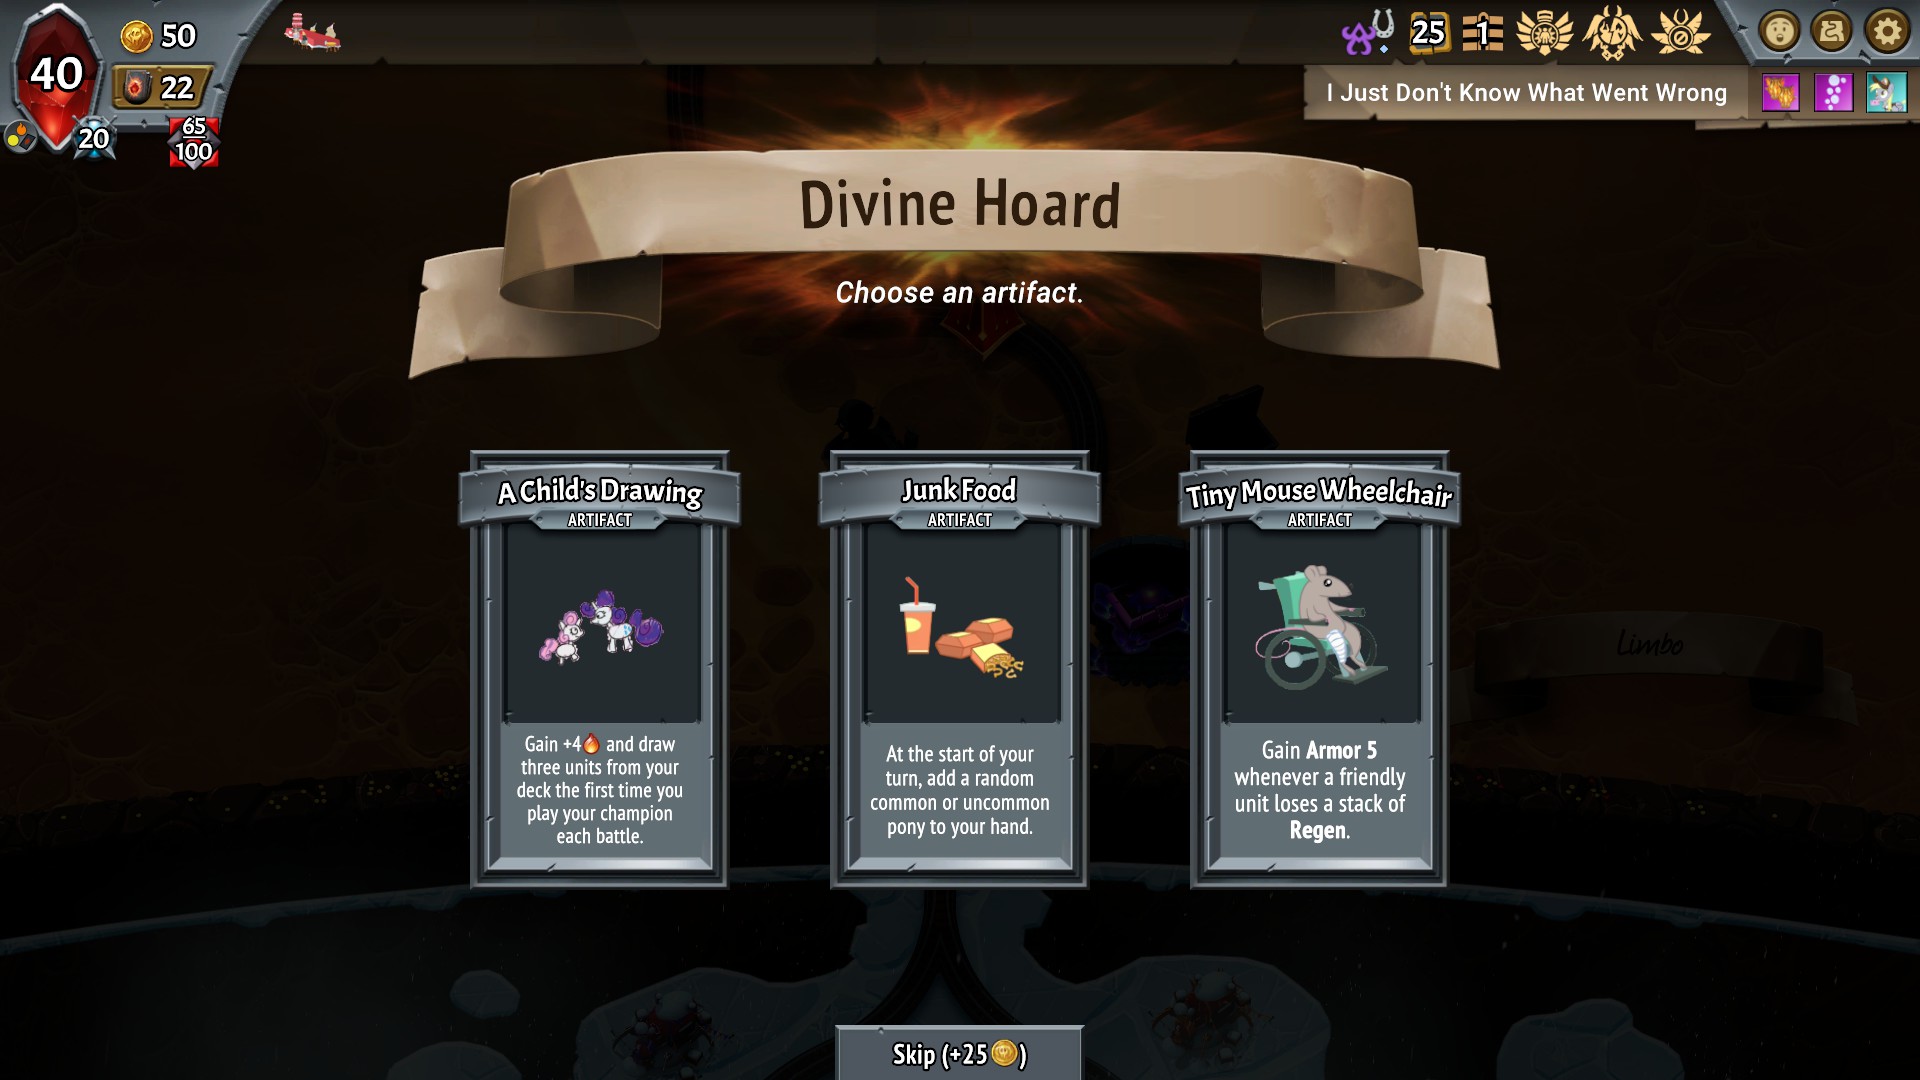 40
50
22
20
65
100
25
1
I Just Don't Know What Went Wrong
Divine Hoard
Choose an artifact.
A Child's Drawing
ARTIFACT
Gain +4 and draw
three units from your
deck the first time you
play your champion
each battle.
Junk Food
ARTIFACT
At the start of your
turn, add a random
common or uncommon
pony to your hand.
Tiny Mouse Wheelchair
ARTIFACT
Gain Armor 5
whenever a friendly
unit loses a stack of
Regen.
Limbo
Skip (+25)